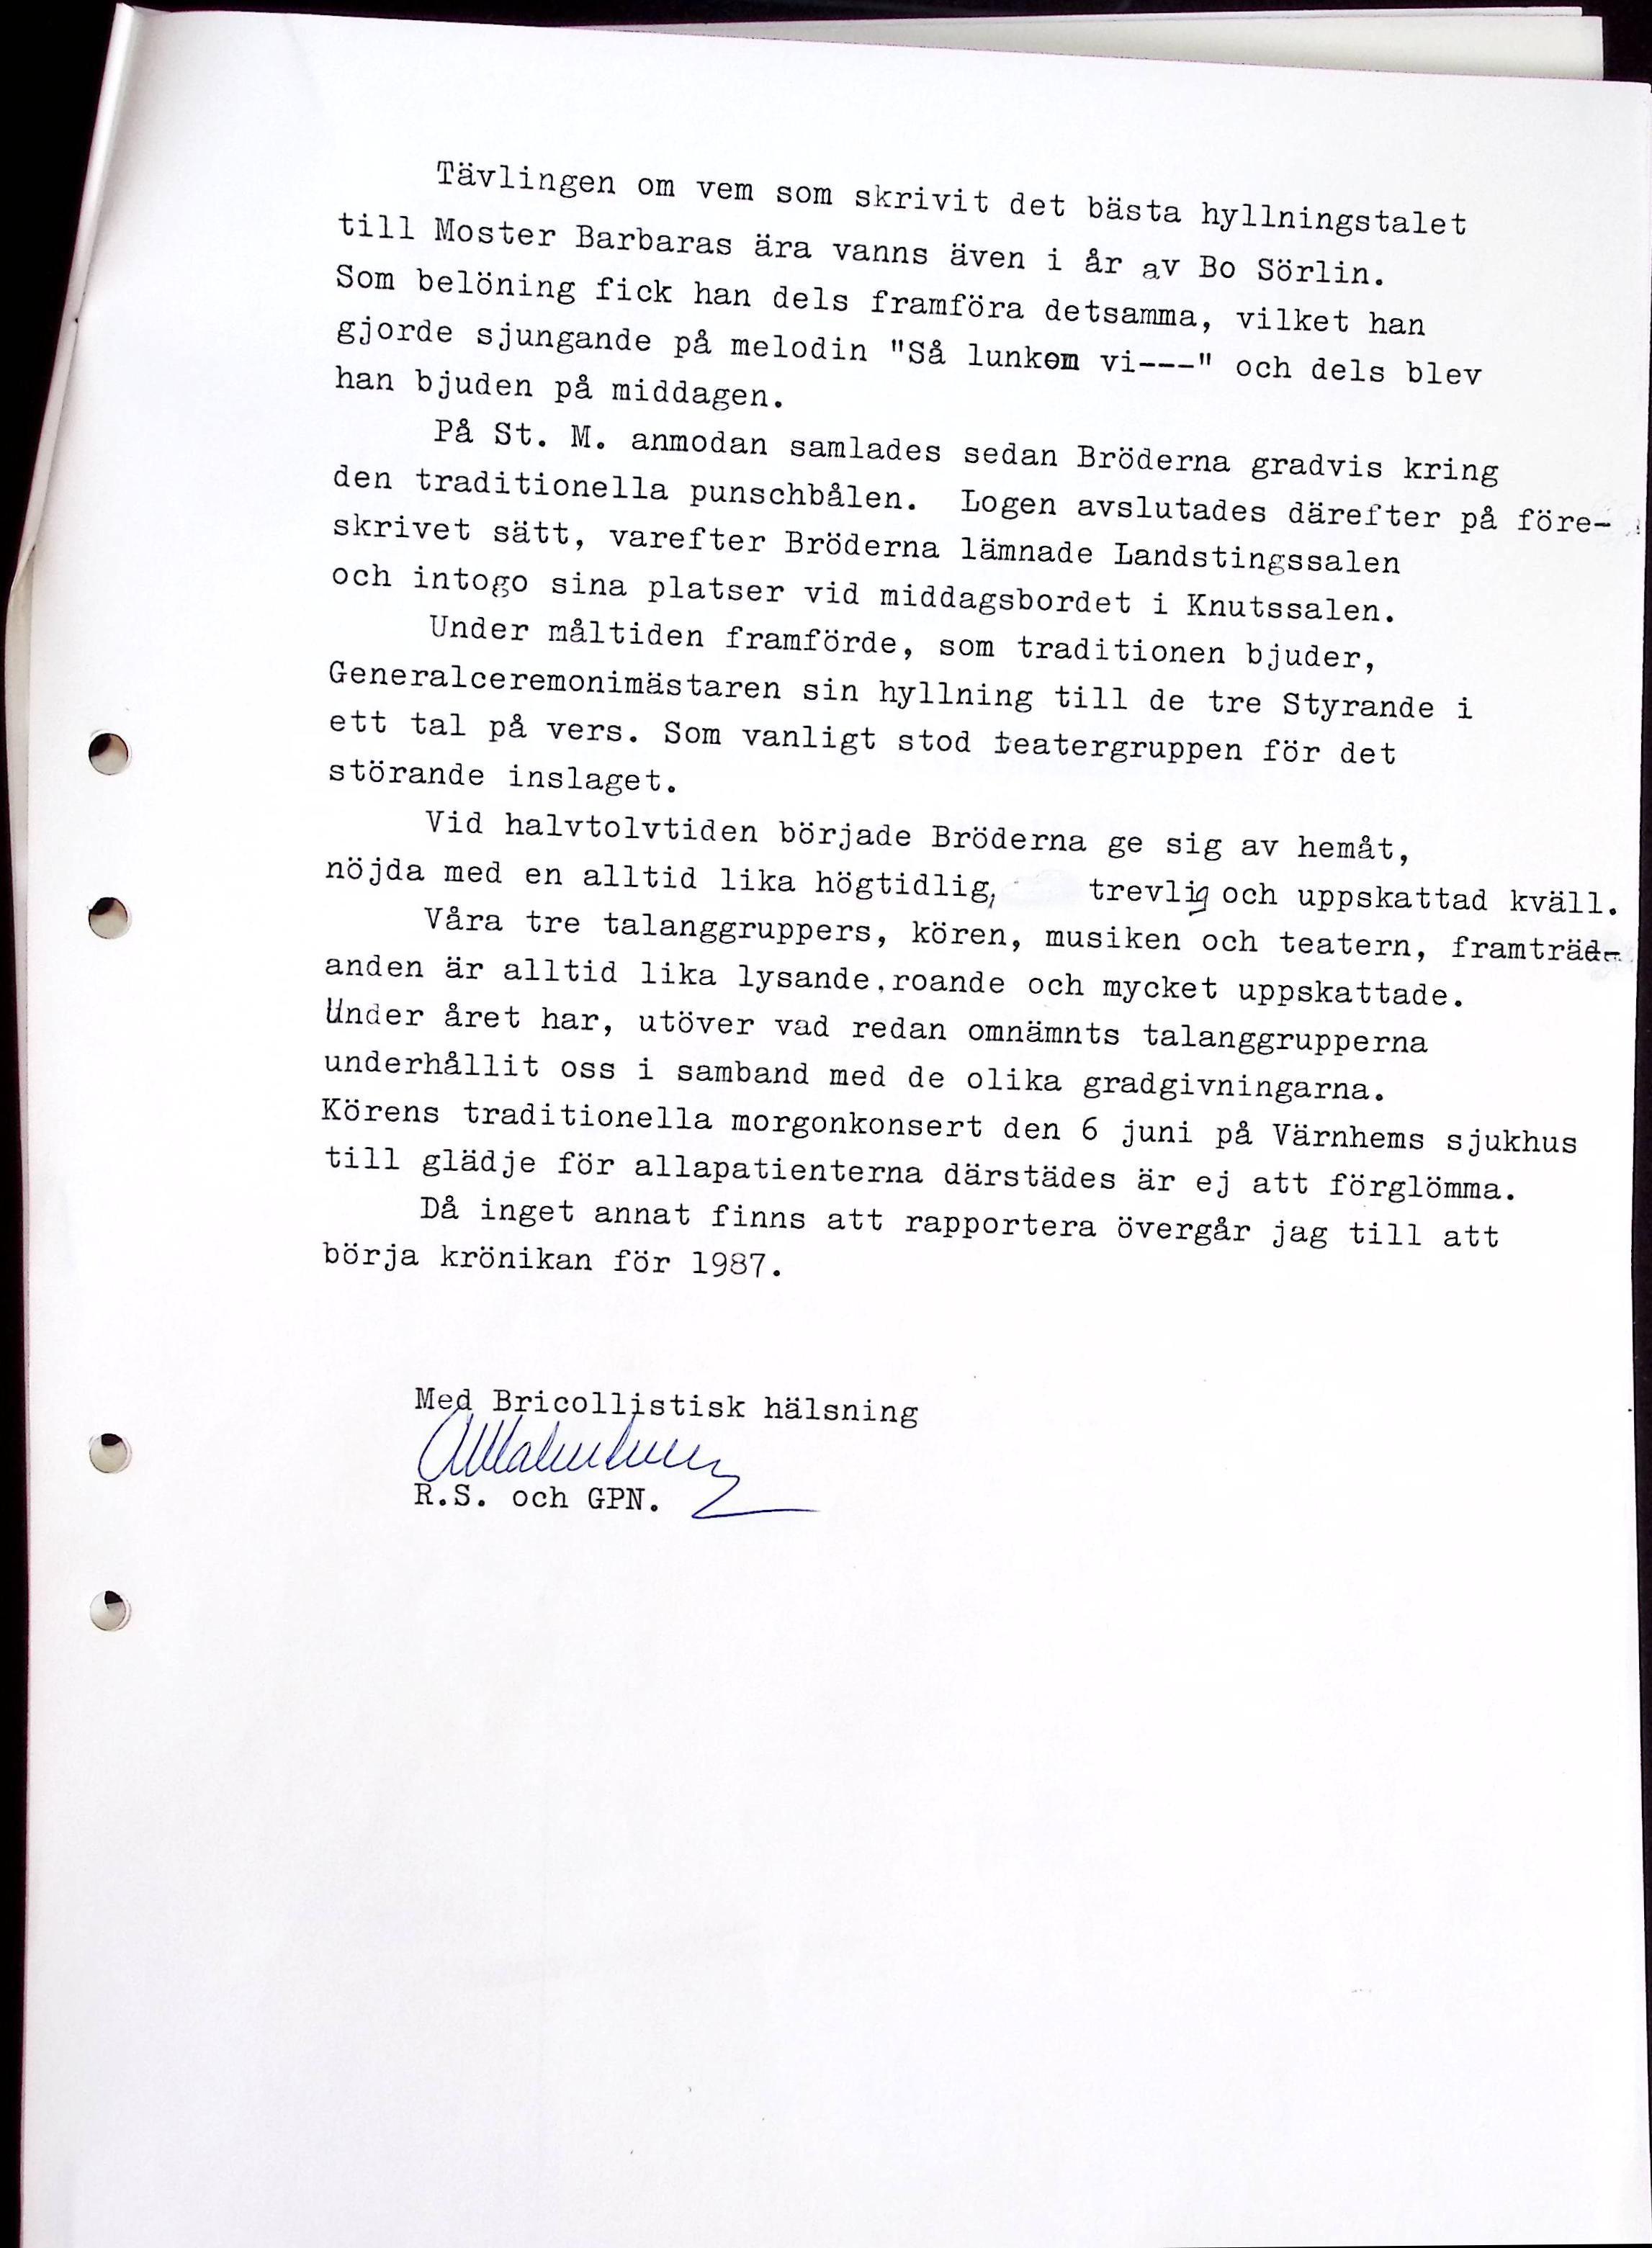 Tävlingen om vem som skrivit det bästa hyllningstalet
till Moster Barbaras ära vanns även i år av Bo Sörlin.
Som belöning fick han dels framföra detsamma, vilket han
gjorde sjungande på melodin "Så lunkem vi---" och dels blev
han bjuden på middagen.
På St. M. anmodan samlades sedan Bröderna gradvis kring
den traditionella punschbålen. Logen avslutades därefter på före-
skrivet sätt, varefter Bröderna lämnade Landstingssalen
och intogo sina platser vid middagsbordet i Knutssalen.
Under måltiden framförde, som traditionen bjuder,
Generalceremonimästaren sin hyllning till de tre Styrande i
ett tal på vers. Som vanligt stod teatergruppen för det
störande inslaget.
Vid halvtolvtiden började Bröderna ge sig av hemåt,
nöjda med en alltid lika högtidlig, trevlig och uppskattad kväll.
Våra tre talanggruppers, kören, musiken och teatern, framträd-
anden är alltid lika lysande,roande och mycket uppskattade.
Under året har, utöver vad redan omnämnts talanggrupperna
underhållit oss i samband med de olika gradgivningarna.
Körens traditionella morgonkonsert den 6 juni på Värnhems sjukhus
till glädje för allapatienterna därstädes är ej att förglömma.
Då inget annat finns att rapportera övergår jag till att
börja krönikan för 1987.
Med Bricollistisk hälsning
R.S. och GPN.